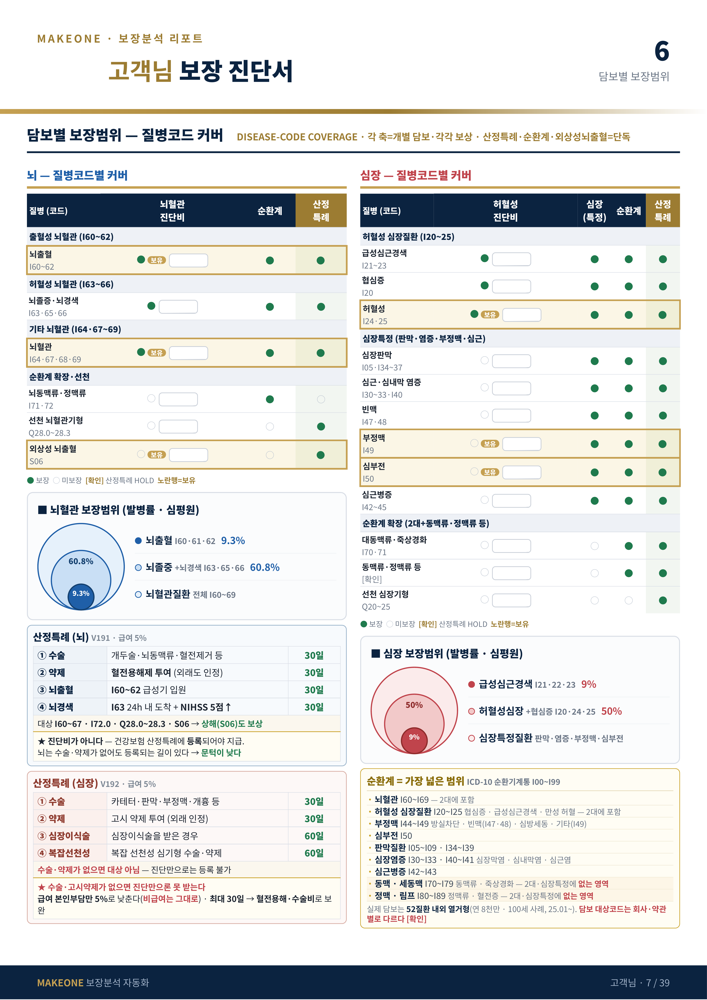 MAKEONE · 보장분석 리포트
고객님 보장 진단서
6
담보별 보장범위
담보별 보장범위 — 질병코드 커버 DISEASE-CODE COVERAGE · 각 축=개별 담보·각각 보상 · 산정특례·순환계·외상성뇌출혈=단독
뇌 — 질병코드별 커버
질병 (코드) 뇌혈관 진단비 순환계 산정 특례
출혈성 뇌혈관 (I60~62)
뇌출혈
I60~62
보유
허혈성 뇌혈관 (I63~66)
뇌졸증·뇌경색
I63·65·66
기타 뇌혈관 (I64·67~69)
뇌혈관
I64·67·68·69
보유
순환계 확장·선천
뇌동맥류·정맥류
I71·72
선천 뇌혈관기형
Q28.0~28.3
외상성 뇌출혈
S06
보유
보장 미보장 [확인] 산정특례 HOLD 노란행=보유
■ 뇌혈관 보장범위 (발병률 · 심평원)
60.8%
9.3%
뇌출혈 I60·61·62 9.3%
뇌졸중 +뇌경색 I63·65·66 60.8%
뇌혈관질환 전체 I60~69
산정특례 (뇌) V191 · 급여 5%
① 수술 개두술·뇌동맥류·혈전제거 등 30일
② 약제 혈전용해제 투여 (외래도 인정) 30일
③ 뇌출혈 I60~62 급성기 입원 30일
④ 뇌경색 I63 24h 내 도착 + NIHSS 5점↑ 30일
대상 I60~67 · I72.0 · Q28.0~28.3 · S06 → 상해(S06)도 보상
★ 진단비가 아니다 — 건강보험 산정특례에 등록되어야 지급.
뇌는 수술·약제가 없어도 등록되는 길이 있다 → 문턱이 낮다
산정특례 (심장) V192 · 급여 5%
① 수술 카테터·판막·부정맥·개흉 등 30일
② 약제 고시 약제 투여 (외래 인정) 30일
③ 심장이식술 심장이식술을 받은 경우 60일
④ 복잡선천성 복잡 선천성 심기형 수술·약제 60일
수술·약제가 없으면 대상 아님 — 진단만으로는 등록 불가
★ 수술·고시약제가 없으면 진단만으론 못 받는다
급여 본인부담만 5%로 낮춘다(비급여는 그대로) · 최대 30일 → 혈전용해·수술비로 보
완
심장 — 질병코드별 커버
질병 (코드) 허혈성 진단비 심장 (특정) 순환계 산정 특례
허혈성 심장질환 (I20~25)
급성심근경색
I21~23
협심증
I20
허혈성
I24·25
보유
심장특정 (판막·염증·부정맥·심근)
심장판막
I05·I34~37
심근·심내막 염증
I30~33·I40
빈맥
I47·48
부정맥
I49
보유
심부전
I50
보유
심근병증
I42~45
순환계 확장 (2대+동맥류·정맥류 등)
대동맥류·죽상경화
I70·71
동맥류·정맥류 등
[확인]
선천 심장기형
Q20~25
보장 미보장 [확인] 산정특례 HOLD 노란행=보유
■ 심장 보장범위 (발병률 · 심평원)
50%
9%
급성심근경색 I21·22·23 9%
허혈성심장 +협심증 I20·24·25 50%
심장특정질환 판막·염증·부정맥·심부전
순환계 = 가장 넓은 범위 ICD-10 순환기계통 I00~I99
• 뇌혈관 I60~I69 — 2대에 포함
• 허혈성 심장질환 I20~I25 협심증 · 급성심근경색 · 만성 허혈 — 2대에 포함
• 부정맥 I44~I49 방실차단 · 빈맥(I47·48) · 심방세동 · 기타(I49)
• 심부전 I50
• 판막질환 I05~I09 · I34~I39
• 심장염증 I30~I33 · I40~I41 심장막염 · 심내막염 · 심근염
• 심근병증 I42~I43
• 동맥 · 세동맥 I70~I79 동맥류 · 죽상경화 — 2대·심장특정에 없는 영역
• 정맥 · 림프 I80~I89 정맥류 · 혈전증 — 2대·심장특정에 없는 영역
실제 담보는 52질환 내외 열거형(연 8천만 · 100세 사례, 25.01~). 담보 대상코드는 회사·약관
별로 다르다 [확인]
MAKEONE 보장분석 자동화
고객님 · 7 / 39